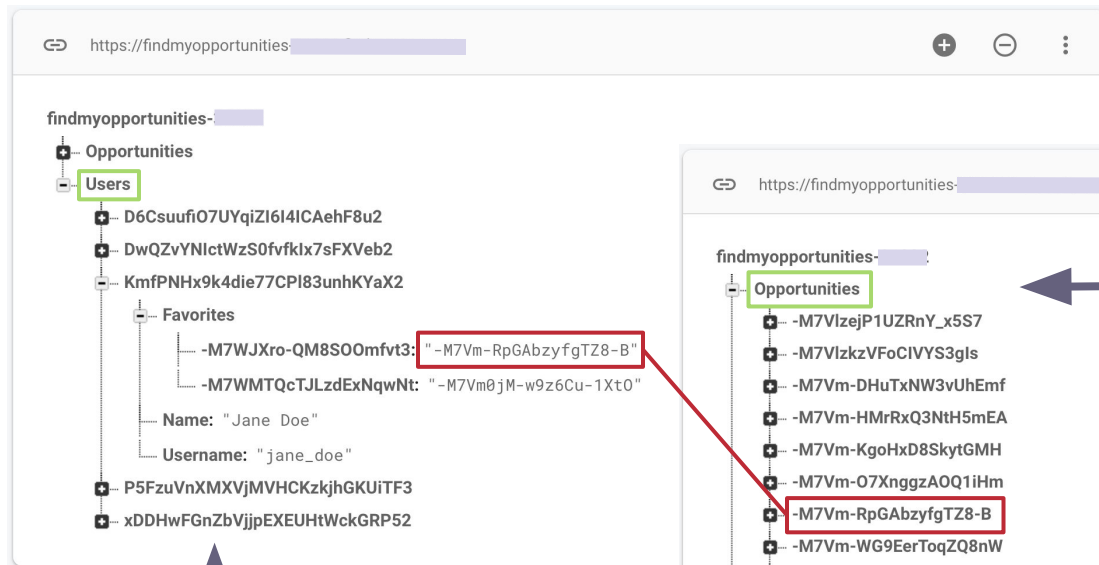 https://findmyopportunities-
findmyopportunities-
Opportunities
Users
D6CsuufiO7UYqiZI6I4ICAehF8u2
DwQZvYNIctWzS0fvfkIx7sFXVeb2
KmfPNHx9k4die77CPl83unhKYaX2
Favorites
-M7WJXro-QM8SOOmfvt3: "-M7Vm-RpGAbzyfgTZ8-B"
-M7WMTQcTJLzdExNqwNt: "-M7Vm0jM-w9z6Cu-1XtO"
Name: "Jane Doe"
Username: "jane_doe"
P5FzuVnXMXVjMVHCKzkjhGKUiTF3
xDDHwFGnZbVjjpEXEUHtWckGRP52
https://findmyopportunities-
findmyopportunities-
Opportunities
-M7VlzejP1UZRnY_x5S7
-M7VlzkzVFoCIVYS3gIs
-M7Vm-DHuTxNW3vUhEmf
-M7Vm-HMrRxQ3NtH5mEA
-M7Vm-KgoHxD8SkytGMH
-M7Vm-O7XnggzAOQ1iHm
-M7Vm-RpGAbzyfgTZ8-B
-M7Vm-WG9EerToqZQ8nW